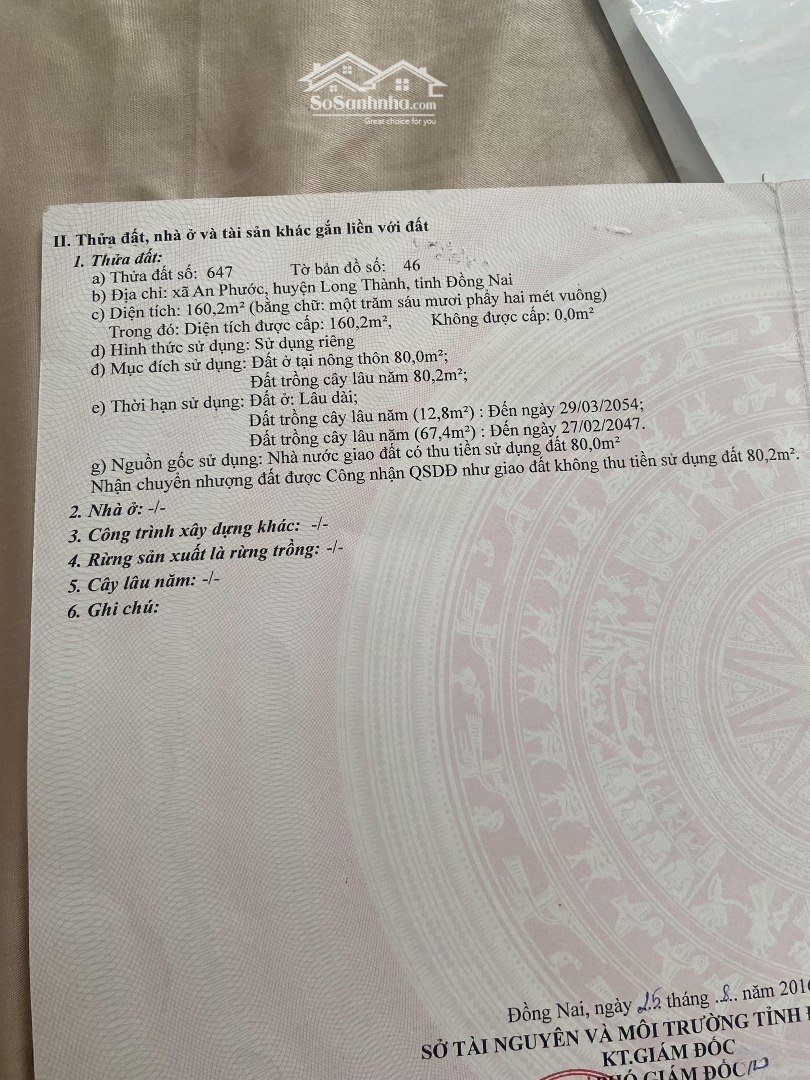 SoSanhnha.com
Great choice for you
II. Thửa đất, nhà ở và tài sản khác gắn liền với đất
1. Thửa đất:
a) Thửa đất số: 647 Tờ bản đồ số: 46
b) Địa chỉ: xã An Phước, huyện Long Thành, tỉnh Đồng Nai
c) Diện tích: 160,2m² (bằng chữ: một trăm sáu mươi phẩy hai mét vuông)
Trong đó: Diện tích được cấp: 160,2m², Không được cấp: 0,0m²
d) Hình thức sử dụng: Sử dụng riêng
đ) Mục đích sử dụng: Đất ở tại nông thôn 80,0m²;
Đất trồng cây lâu năm 80,2m²;
e) Thời hạn sử dụng: Đất ở: Lâu dài;
Đất trồng cây lâu năm (12,8m²) : Đến ngày 29/03/2054;
Đất trồng cây lâu năm (67,4m²) : Đến ngày 27/02/2047.
g) Nguồn gốc sử dụng: Nhà nước giao đất có thu tiền sử dụng đất 80,0m²
Nhận chuyển nhượng đất được Công nhận QSDĐ như giao đất không thu tiền sử dụng đất 80,2m².
2. Nhà ở: -/-
3. Công trình xây dựng khác: -/-
4. Rừng sản xuất là rừng trồng: -/-
5. Cây lâu năm: -/-
6. Ghi chú:
Đồng Nai, ngày 25 tháng .8.. năm 2016
SỞ TÀI NGUYÊN VÀ MÔI TRƯỜNG TỈNH
KT.GIÁM ĐỐC
PHÓ GIÁM ĐỐC